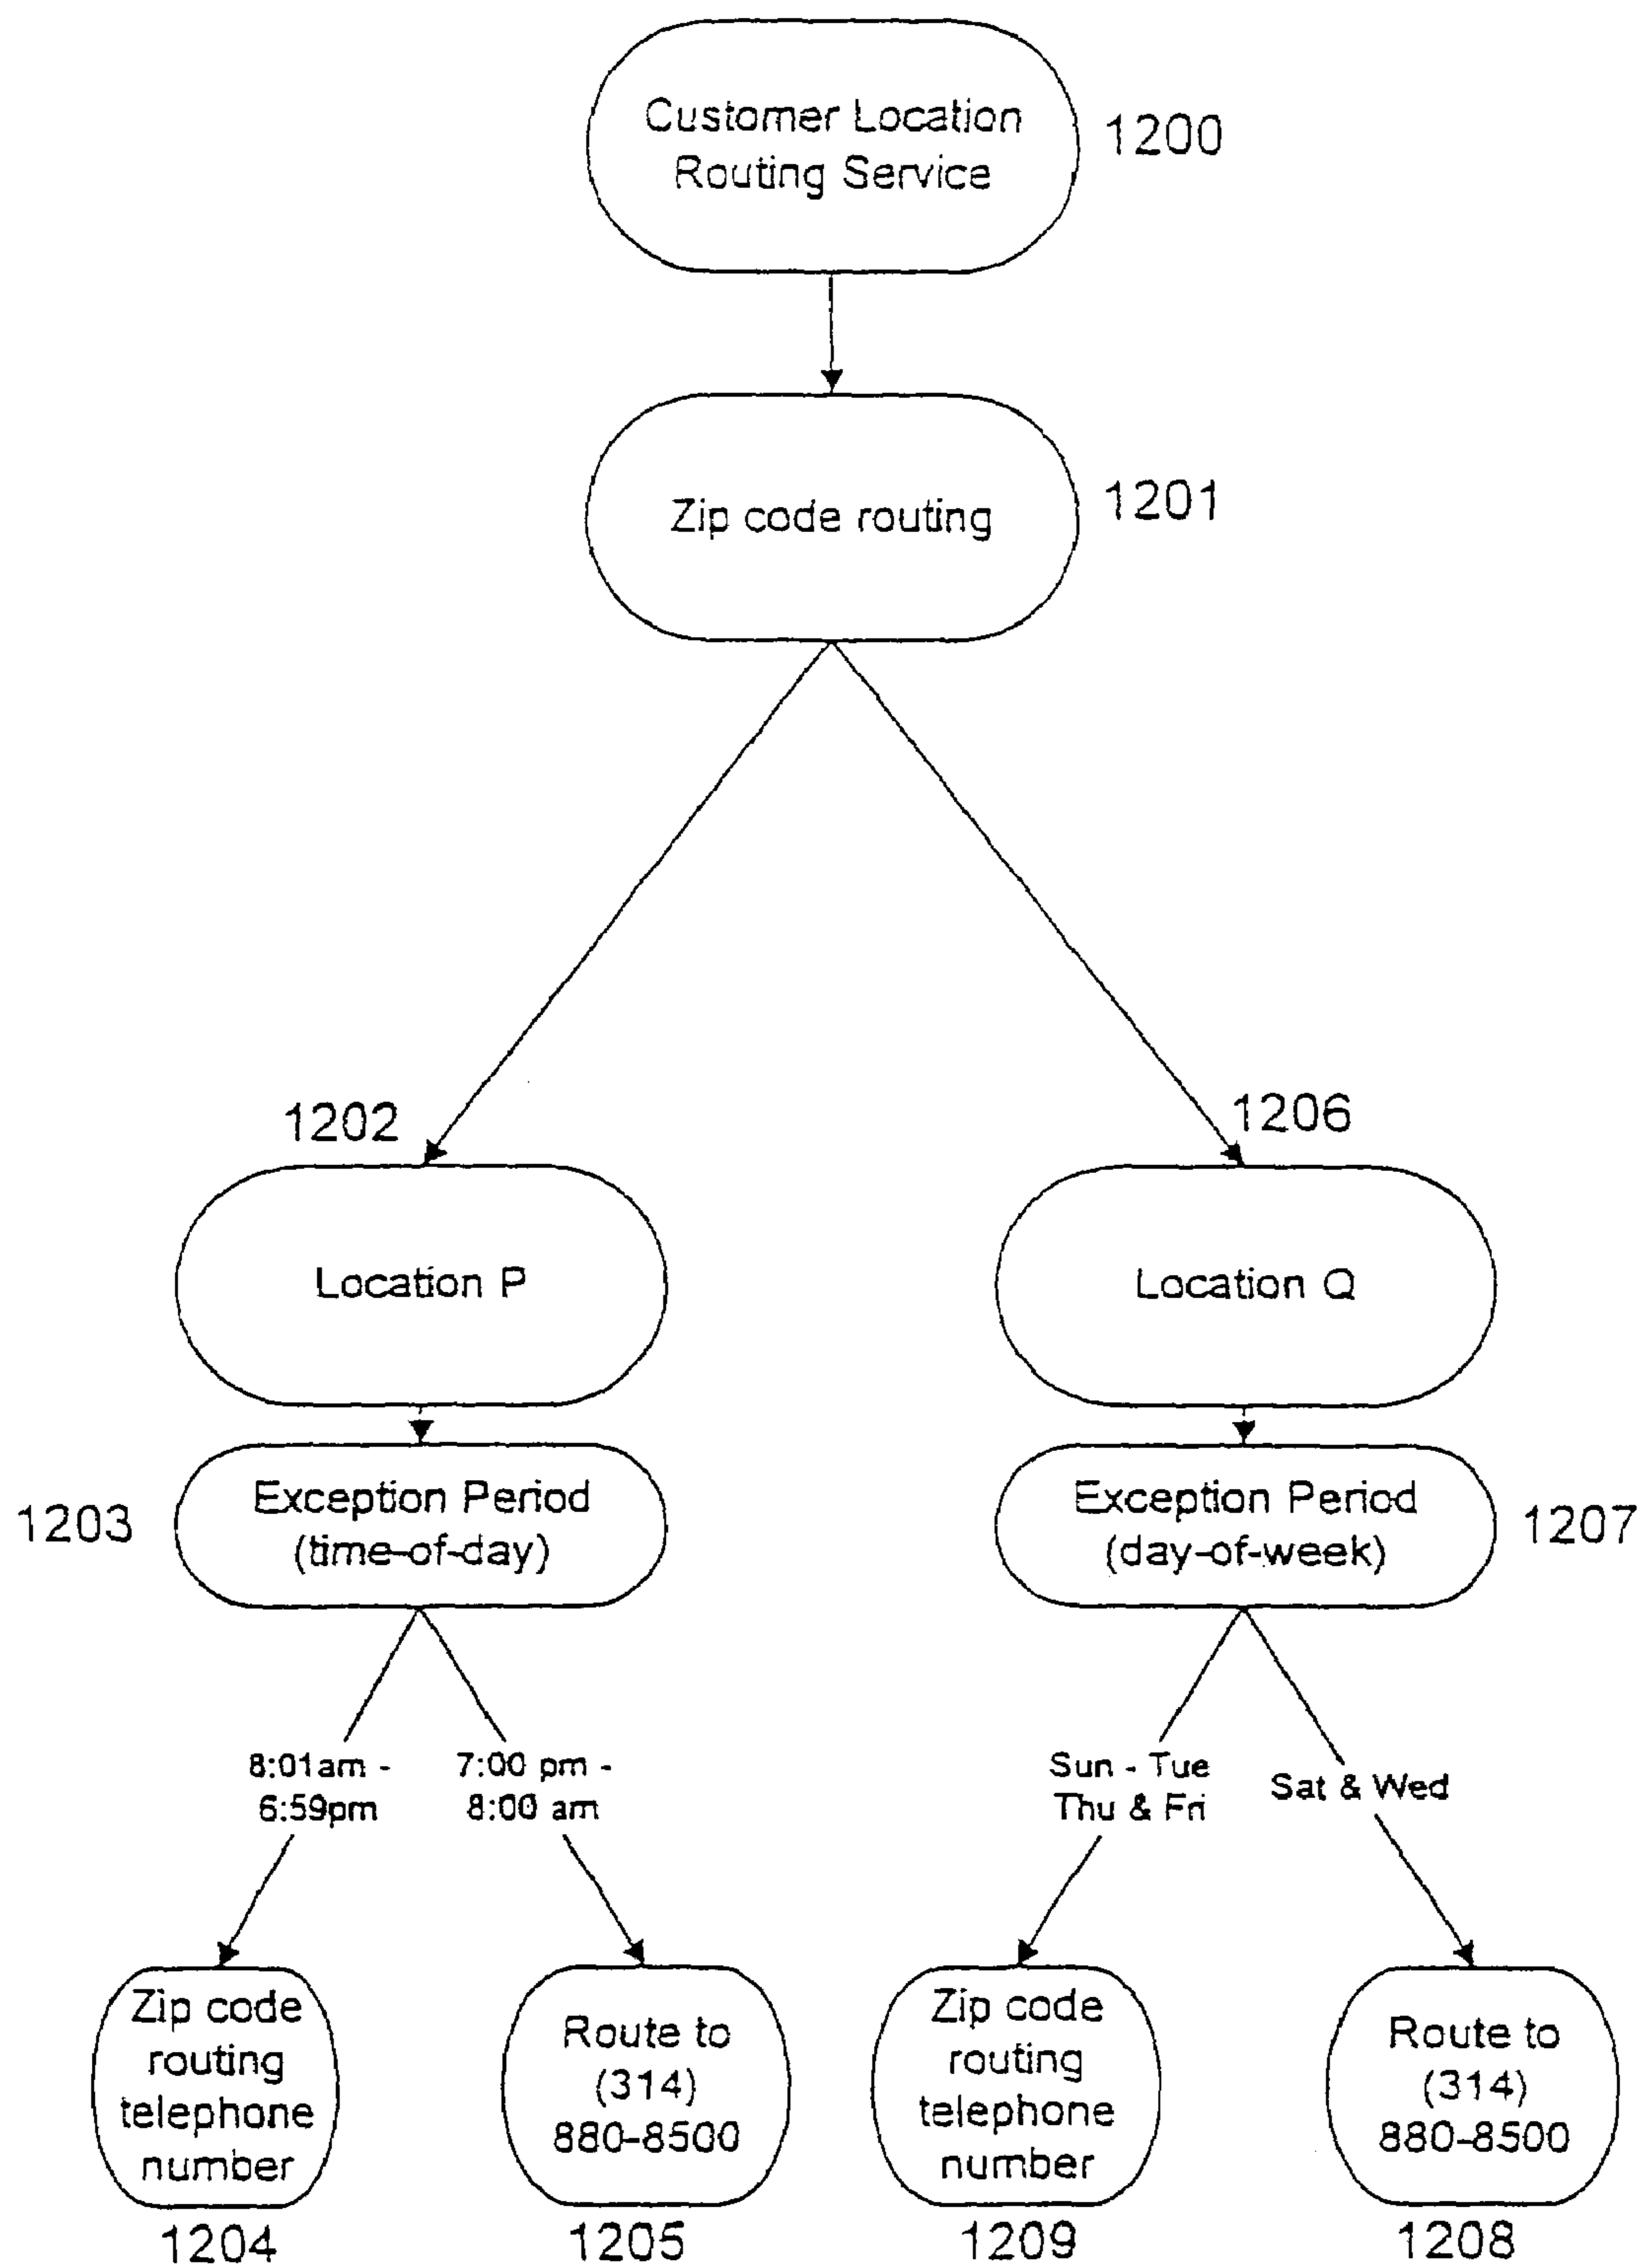 Customer Location
Routing Service
1200
Zip code routing
1201
1202
1206
Location P
Location Q
1203
Exception Period
(time-of-day)
Exception Period
(day-of-week)
1207
8:01am -
6:59pm
7:00 pm -
8:00 am
Sun - Tue
Thu & Fri
Sat & Wed
Zip code
routing
telephone
number
Route to
(314)
880-8500
Zip code
routing
telephone
number
Route to
(314)
880-8500
1204
1205
1209
1208